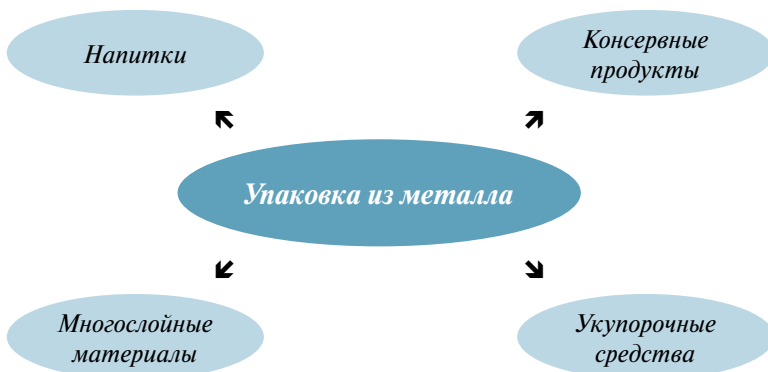 Напитки
Консервные
продукты
Упаковка из металла
Многослойные
материалы
Укупорочные
средства